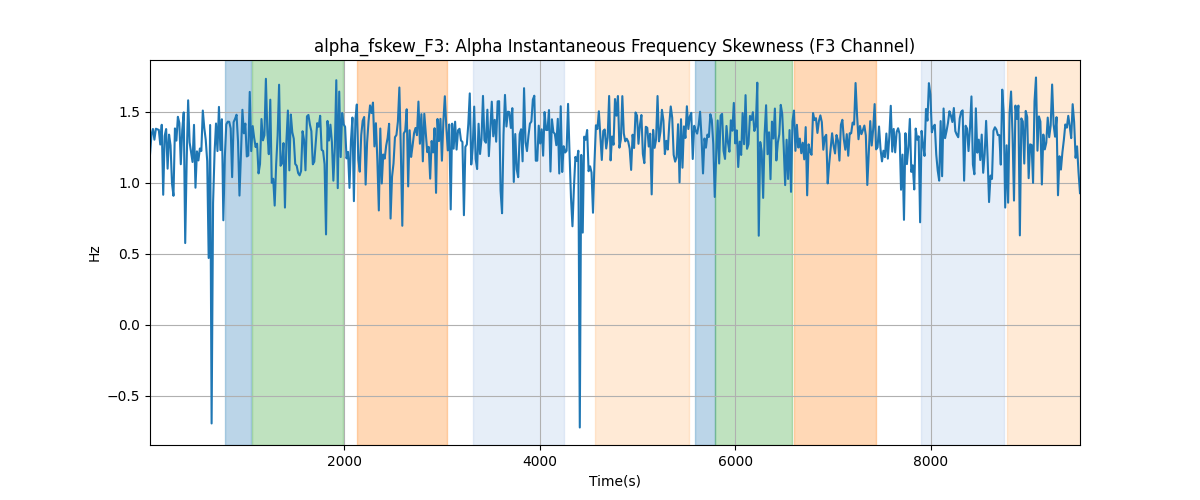 alpha_fskew_F3: Alpha Instantaneous Frequency Skewness (F3 Channel)
Hz
1.5
1.0
0.5
0.0
−0.5
2000 4000 6000 8000
Time(s)